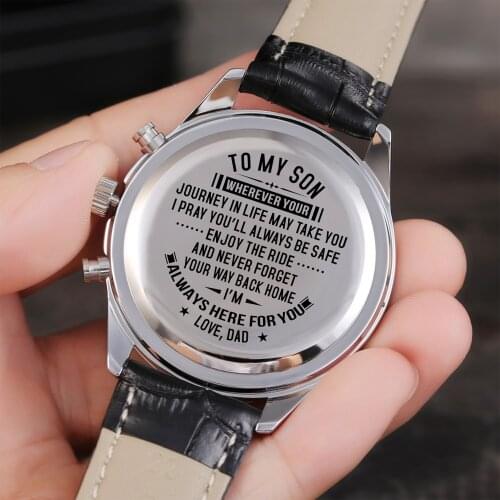 TO MY SON
WHEREVER YOUR
JOURNEY IN LIFE MAY TAKE YOU
I PRAY YOU'LL ALWAYS BE SAFE
ENJOY THE RIDE
AND NEVER FORGET
YOUR WAY BACK HOME
I'M
ALWAYS HERE FOR YOU
LOVE, DAD